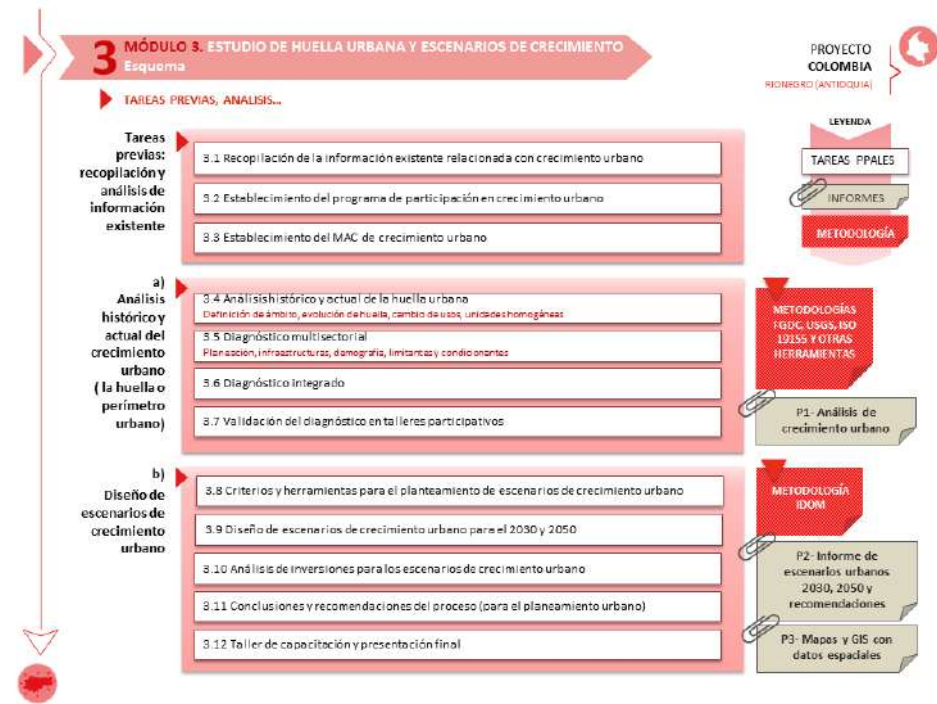 3 MÓDULO 3. ESTUDIO DE HUELLA URBANA Y ESCENARIOS DE CRECIMIENTO
Esquema
PROYECTO
COLOMBIA
RIONEGRO (ANTIOQUIA)
TAREAS PREVIAS, ANALISIS...
LEYENDA
TAREAS PPALES
INFORMES
METODOLOGÍA
Tareas
previas:
recopilación y
análisis de
información
existente
3.1 Recopilación de la información existente relacionada con crecimiento urbano
3.2 Establecimiento del programa de participación en crecimiento urbano
3.3 Establecimiento del MAC de crecimiento urbano
a)
Análisis
histórico y
actual del
crecimiento
urbano
( la huella o
perímetro
urbano)
3.4 Análisis histórico y actual de la huella urbana
Definición de ámbito, evolución de huella, cambio de usos, unidades homogéneas
3.5 Diagnóstico multisectorial
Planeación, infraestructuras, demografía, limitantes y condicionantes
3.6 Diagnóstico integrado
3.7 Validación del diagnóstico en talleres participativos
METODOLOGÍAS
FGDC, USGS, ISO
19155 Y OTRAS
HERRAMIENTAS
P1- Análisis de
crecimiento urbano
b)
Diseño de
escenarios de
crecimiento
urbano
3.8 Criterios y herramientas para el planteamiento de escenarios de crecimiento urbano
3.9 Diseño de escenarios de crecimiento urbano para el 2030 y 2050
3.10 Análisis de inversiones para los escenarios de crecimiento urbano
3.11 Conclusiones y recomendaciones del proceso (para el planeamiento urbano)
3.12 Taller de capacitación y presentación final
METODOLOGÍA
IDOM
P2- Informe de
escenarios urbanos
2030, 2050 y
recomendaciones
P3- Mapas y GIS con
datos espaciales